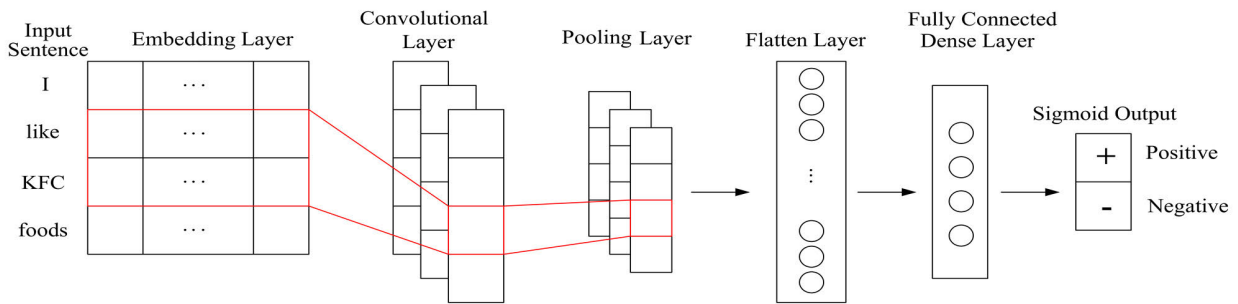 Input
Sentence
Embedding Layer
Convolutional
Layer
Pooling Layer
Flatten Layer
Fully Connected
Dense Layer
I
...
like
...
KFC
...
foods
...
...
Sigmoid Output
+ Positive
- Negative